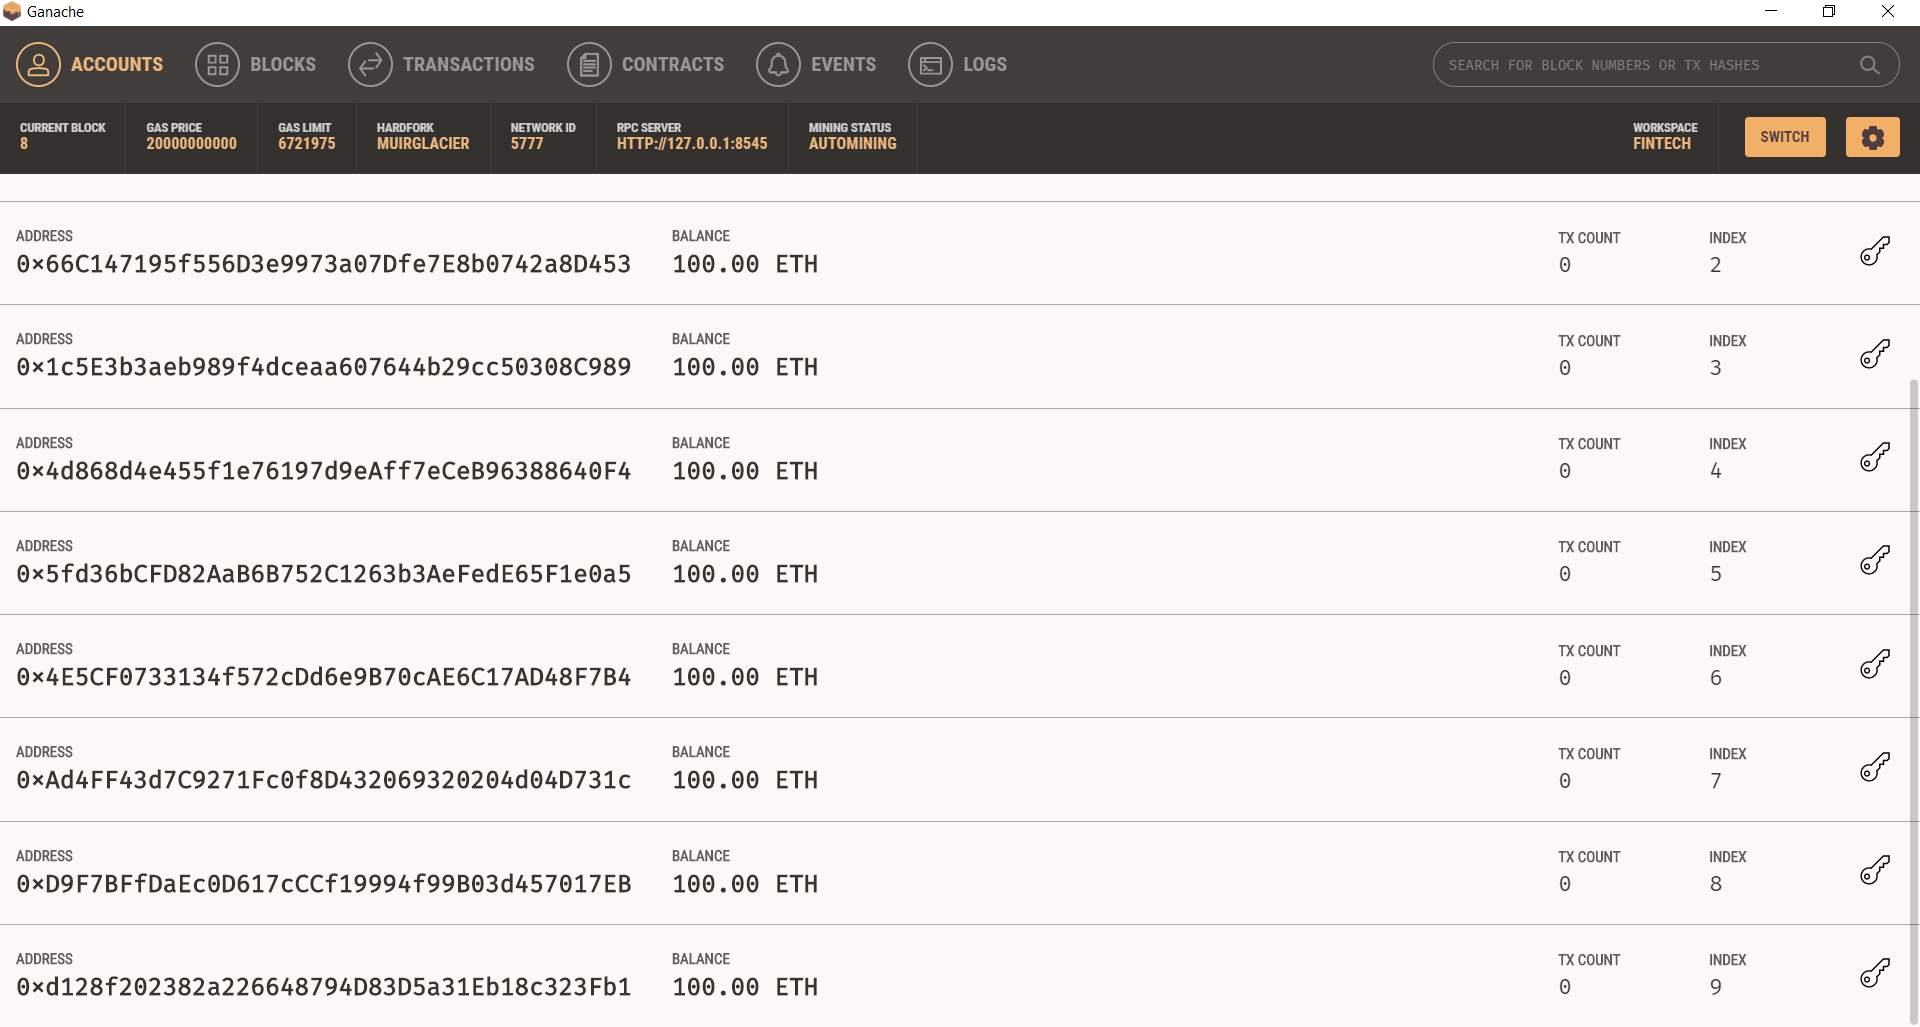 Ganache
ACCOUNTS BLOCKS TRANSACTIONS CONTRACTS EVENTS LOGS SEARCH FOR BLOCK NUMBERS OR TX HASHES
CURRENT BLOCK GAS PRICE GAS LIMIT HARDFORK NETWORK ID RPC SERVER MINING STATUS WORKSPACE
8 20000000000 6721975 MUIRGLACIER 5777 HTTP://127.0.0.1:8545 AUTOMINING FINTECH SWITCH
ADDRESS BALANCE TX COUNT INDEX
0×66C147195f556D3e9973a07Dfe7E8b0742a8D453 100.00 ETH 0 2
ADDRESS BALANCE TX COUNT INDEX
0×1c5E3b3aeb989f4dceaa607644b29cc50308C989 100.00 ETH 0 3
ADDRESS BALANCE TX COUNT INDEX
0×4d868d4e455f1e76197d9eAff7eCeB96388640F4 100.00 ETH 0 4
ADDRESS BALANCE TX COUNT INDEX
0×5fd36bCFD82AaB6B752C1263b3AeFedE65F1e0a5 100.00 ETH 0 5
ADDRESS BALANCE TX COUNT INDEX
0×4E5CF0733134f572cDd6e9B70cAE6C17AD48F7B4 100.00 ETH 0 6
ADDRESS BALANCE TX COUNT INDEX
0×Ad4FF43d7C9271Fc0f8D432069320204d04D731c 100.00 ETH 0 7
ADDRESS BALANCE TX COUNT INDEX
0×D9F7BFfDaEc0D617cCCf19994f99B03d457017EB 100.00 ETH 0 8
ADDRESS BALANCE TX COUNT INDEX
0×d128f202382a226648794D83D5a31Eb18c323Fb1 100.00 ETH 0 9